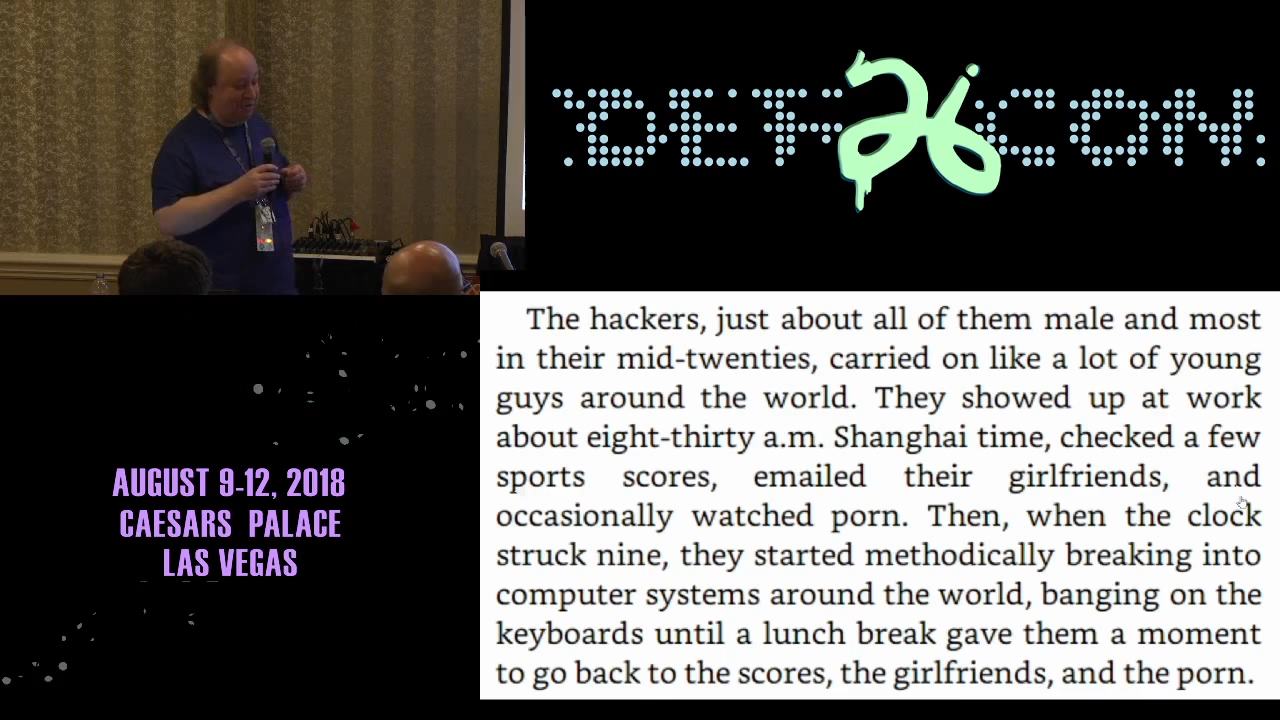 DEF 26 CON
The hackers, just about all of them male and most
in their mid-twenties, carried on like a lot of young
guys around the world. They showed up at work
about eight-thirty a.m. Shanghai time, checked a few
sports scores, emailed their girlfriends, and
occasionally watched porn. Then, when the clock
struck nine, they started methodically breaking into
computer systems around the world, banging on the
keyboards until a lunch break gave them a moment
to go back to the scores, the girlfriends, and the porn.
AUGUST 9-12, 2018
CAESARS PALACE
LAS VEGAS